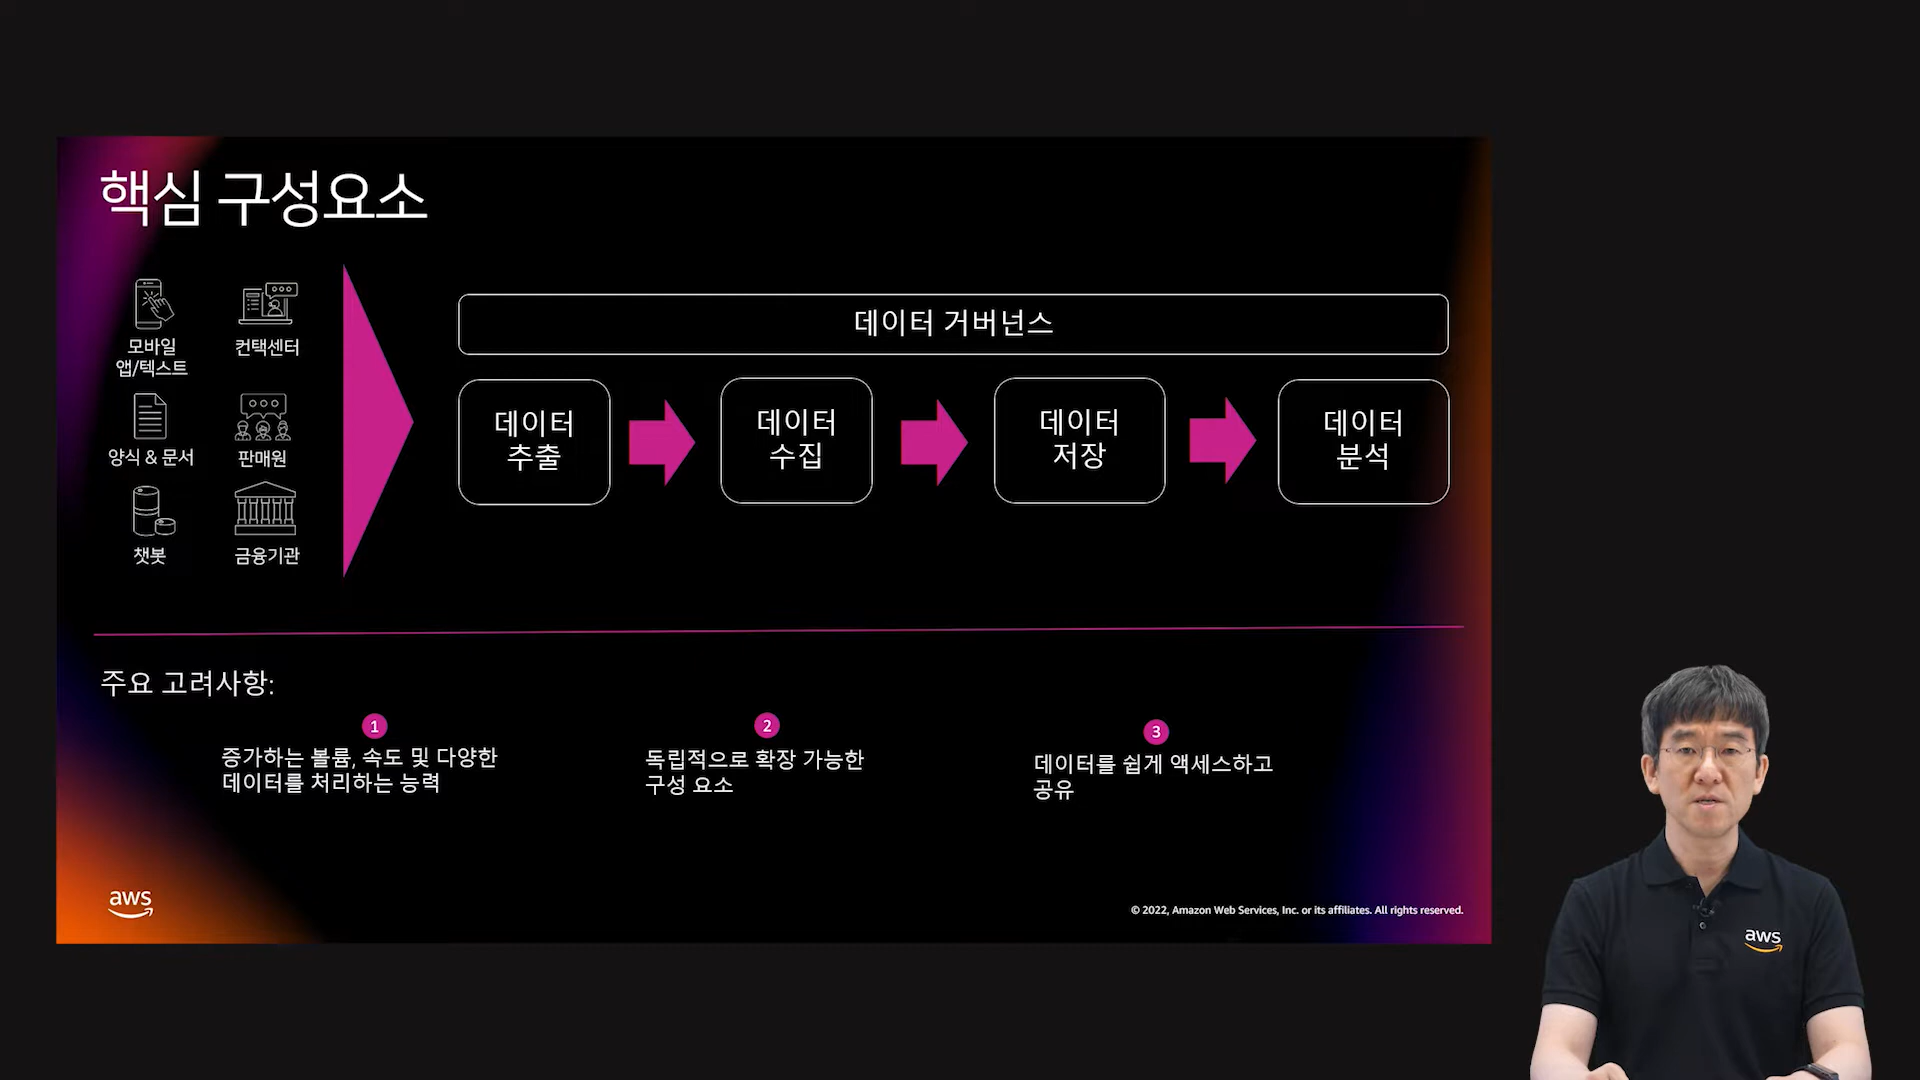 핵심 구성요소
모바일
앱/텍스트
컨택센터
양식 & 문서
판매원
챗봇
금융기관
데이터 거버넌스
데이터
추출
데이터
수집
데이터
저장
데이터
분석
주요 고려사항:
1
증가하는 볼륨, 속도 및 다양한
데이터를 처리하는 능력
2
독립적으로 확장 가능한
구성 요소
3
데이터를 쉽게 액세스하고
공유
aws
© 2022, Amazon Web Services, Inc. or its affiliates. All rights reserved.
aws